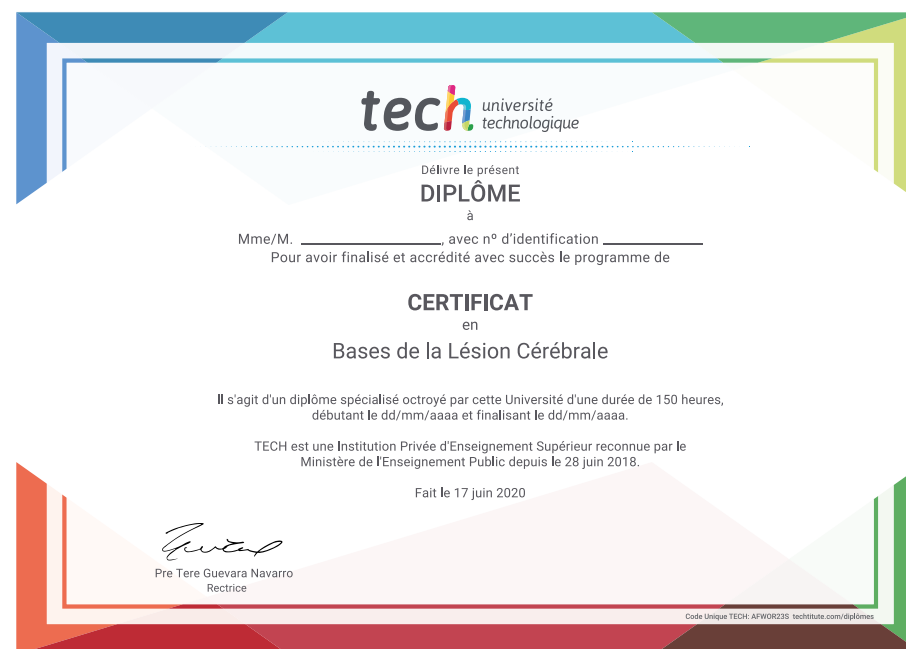 tech université
technologique
Délivre le présent
DIPLÔME
à
Mme/M. ____________________, avec nº d'identification ______________
Pour avoir finalisé et accrédité avec succès le programme de
CERTIFICAT
en
Bases de la Lésion Cérébrale
Il s'agit d'un diplôme spécialisé octroyé par cette Université d'une durée de 150 heures,
débutant le dd/mm/aaaa et finalisant le dd/mm/aaaa.
TECH est une Institution Privée d'Enseignement Supérieur reconnue par le
Ministère de l'Enseignement Public depuis le 28 juin 2018.
Fait le 17 juin 2020
Pre Tere Guevara Navarro
Rectrice
Code Unique TECH: AFWOR23S techtitute.com/diplômes